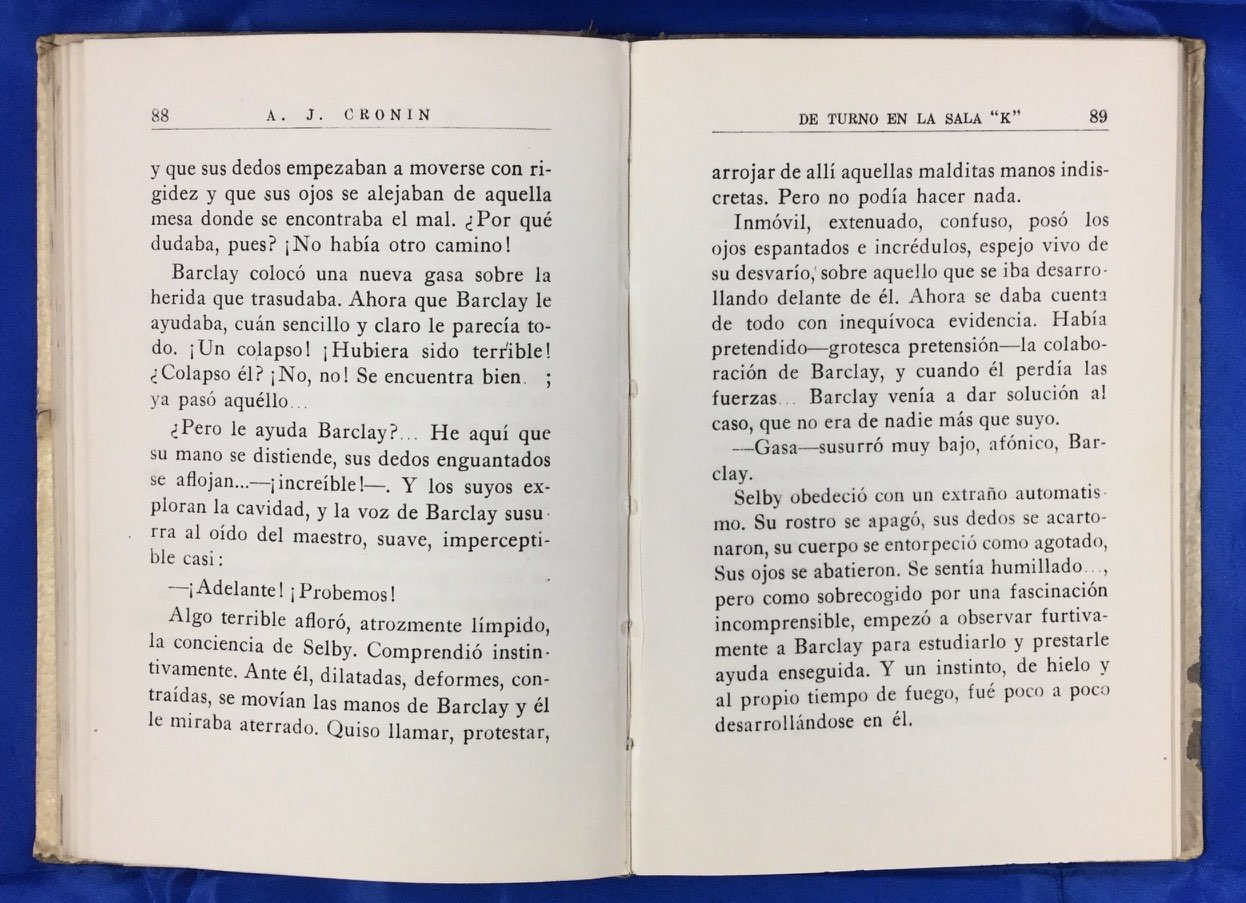 88 A. J. CRONIN
y que sus dedos empezaban a moverse con ri-
gidez y que sus ojos se alejaban de aquella
mesa donde se encontraba el mal. ¿Por qué
dudaba, pues? ¡No había otro camino!
Barclay colocó una nueva gasa sobre la
herida que trasudaba. Ahora que Barclay le
ayudaba, cuán sencillo y claro le parecía to-
do. ¡Un colapso! ¡Hubiera sido terrible!
¿Colapso él? ¡No, no! Se encuentra bien. ;
ya pasó aquéllo...
¿Pero le ayuda Barclay?... He aquí que
su mano se distiende, sus dedos enguantados
se aflojan...—¡increíble!—. Y los suyos ex-
ploran la cavidad, y la voz de Barclay susu-
rra al oído del maestro, suave, impercepti-
ble casi:
—¡Adelante! ¡Probemos!
Algo terrible afloró, atrozmente límpido,
la conciencia de Selby. Comprendió instin-
tivamente. Ante él, dilatadas, deformes, con-
traídas, se movían las manos de Barclay y él
le miraba aterrado. Quiso llamar, protestar,
DE TURNO EN LA SALA “K” 89
arrojar de allí aquellas malditas manos indis-
cretas. Pero no podía hacer nada.
Inmóvil, extenuado, confuso, posó los
ojos espantados e incrédulos, espejo vivo de
su desvarío, sobre aquello que se iba desarro-
llando delante de él. Ahora se daba cuenta
de todo con inequívoca evidencia. Había
pretendido—grotesca pretensión—la colabo-
ración de Barclay, y cuando él perdía las
fuerzas... Barclay venía a dar solución al
caso, que no era de nadie más que suyo.
—Gasa—susurró muy bajo, afónico, Bar-
clay.
Selby obedeció con un extraño automatis-
mo. Su rostro se apagó, sus dedos se acarto-
naron, su cuerpo se entorpeció como agotado,
Sus ojos se abatieron. Se sentía humillado...,
pero como sobrecogido por una fascinación
incomprensible, empezó a observar furtiva-
mente a Barclay para estudiarlo y prestarle
ayuda enseguida. Y un instinto, de hielo y
al propio tiempo de fuego, fué poco a poco
desarrollándose en él.